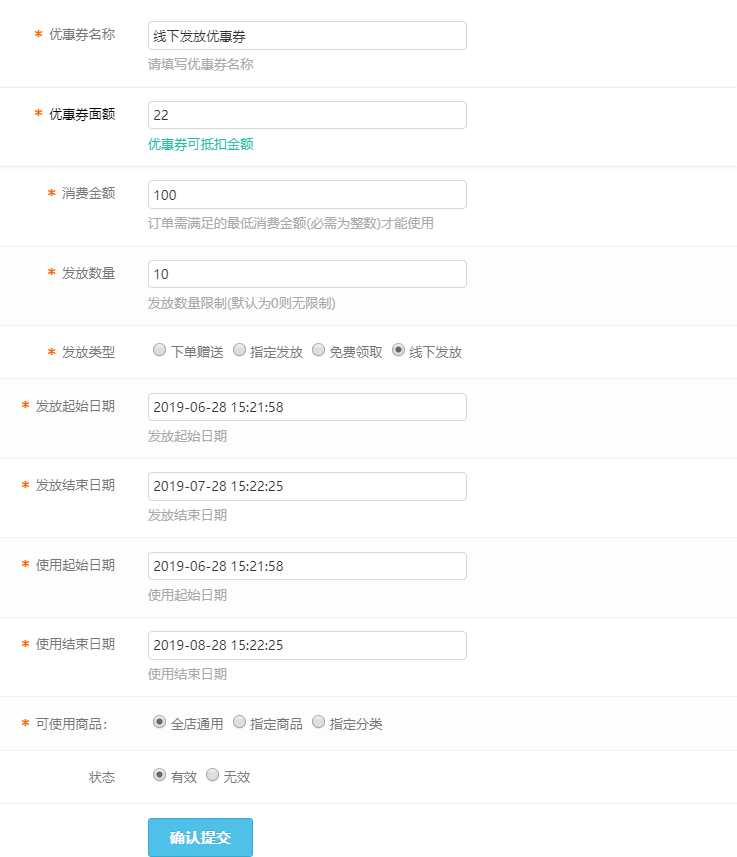 * 优惠券名称 线下发放优惠券
请填写优惠券名称
* 优惠券面额 22
优惠券可抵扣金额
* 消费金额 100
订单需满足的最低消费金额(必需为整数)才能使用
* 发放数量 10
发放数量限制(默认为0则无限制)
* 发放类型 下单赠送 指定发放 免费领取 线下发放
* 发放起始日期 2019-06-28 15:21:58
发放起始日期
* 发放结束日期 2019-07-28 15:22:25
发放结束日期
* 使用起始日期 2019-06-28 15:21:58
使用起始日期
* 使用结束日期 2019-08-28 15:22:25
使用结束日期
* 可使用商品: 全店通用 指定商品 指定分类
状态 有效 无效
确认提交